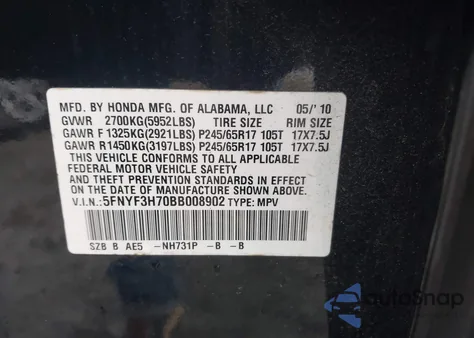 MFD. BY HONDA MFG. OF ALABAMA, LLC 05/'10
GVWR 2700KG(5952LBS) TIRE SIZE RIM SIZE
GAWR F 1325KG(2921LBS) P245/65R17 105T 17X7.5J
GAWR R1450KG(3197LBS) P245/65R17 105T 17X7.5J
THIS VEHICLE CONFORMS TO ALL APPLICABLE
FEDERAL MOTOR VEHICLE SAFETY AND THEFT
PREVENTION STANDARDS IN EFFECT ON THE
DATE OF MANUFACTURE SHOWN ABOVE.
V.I.N.:5FNYF3H70BB008902 TYPE: MPV
SZB B AE5 -NH731P -B -B
autoSnap